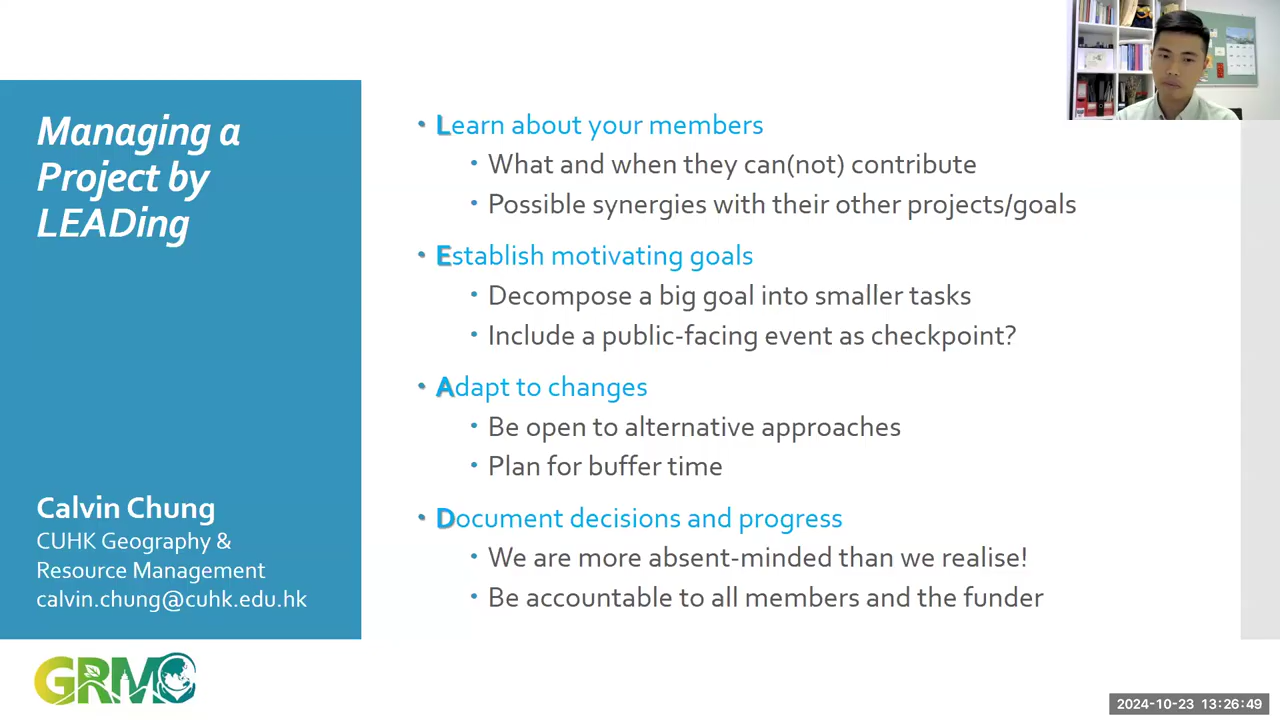 Managing a
Project by
LEADing
Calvin Chung
CUHK Geography &
Resource Management
calvin.chung@cuhk.edu.hk
• Learn about your members
• What and when they can(not) contribute
• Possible synergies with their other projects/goals
• Establish motivating goals
• Decompose a big goal into smaller tasks
• Include a public-facing event as checkpoint?
• Adapt to changes
• Be open to alternative approaches
• Plan for buffer time
• Document decisions and progress
• We are more absent-minded than we realise!
• Be accountable to all members and the funder
GRMD
2024-10-23 13:26:49